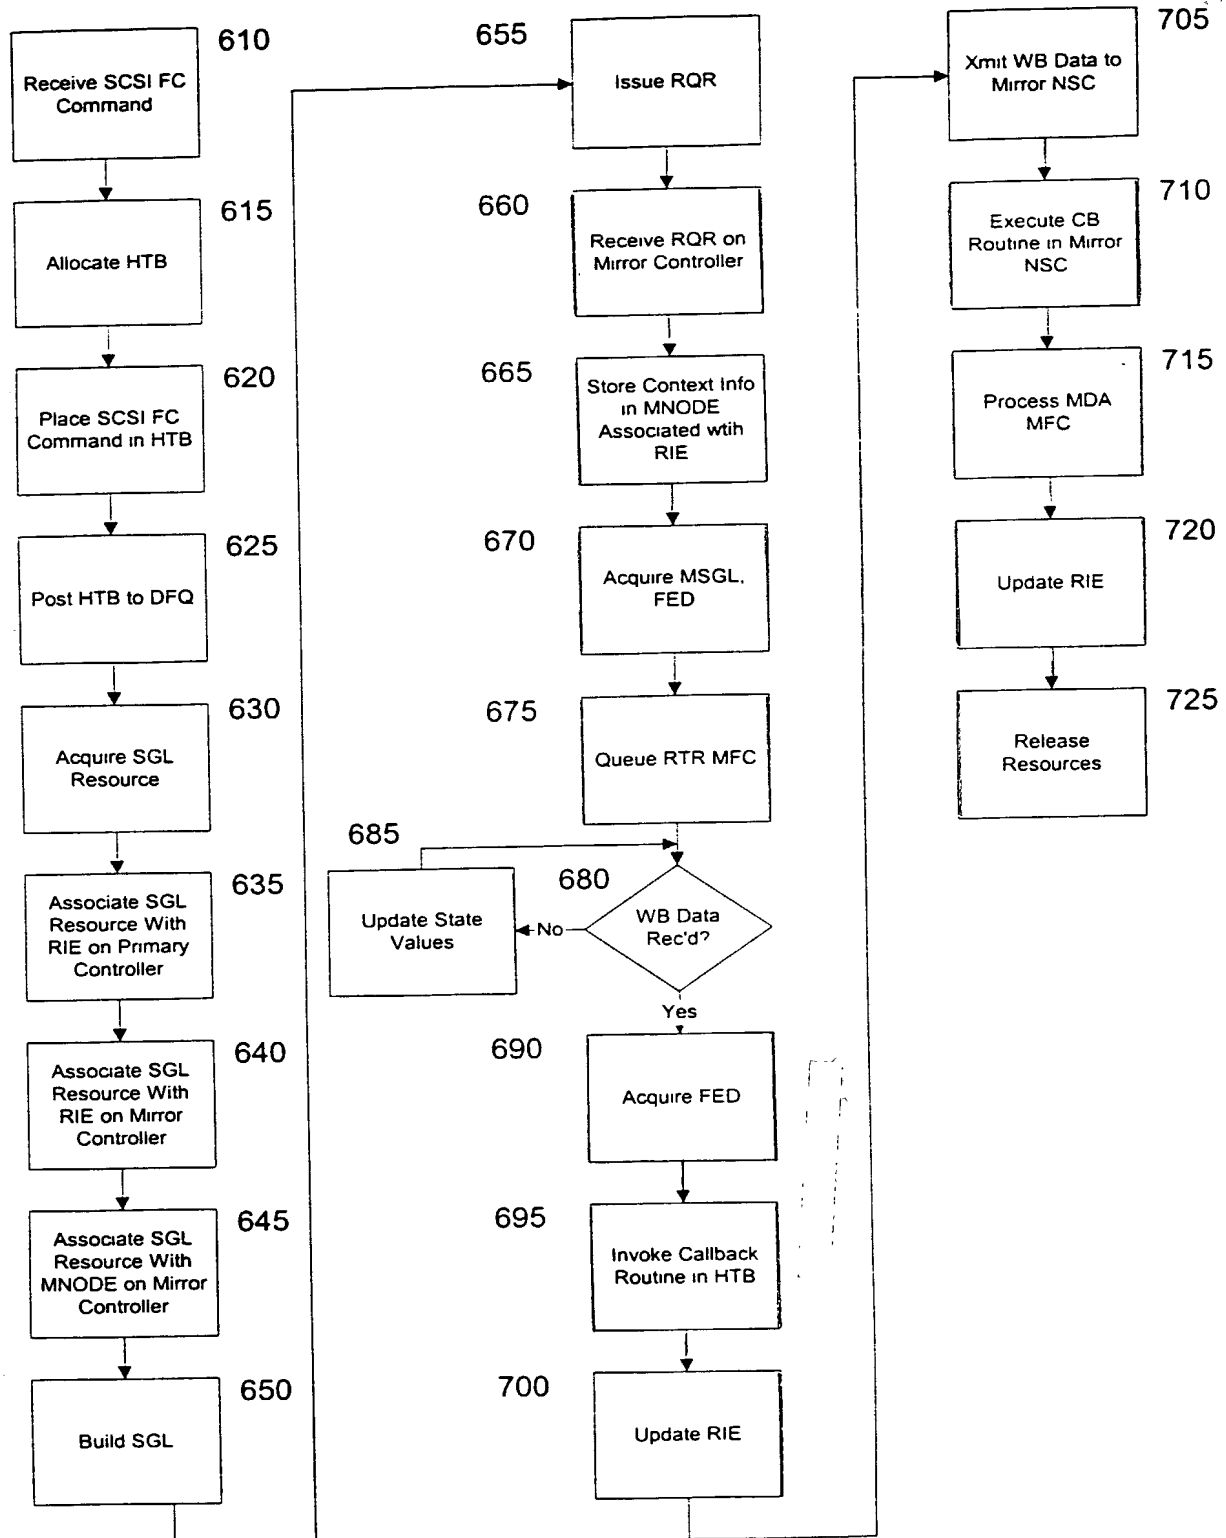 610
Receive SCSI FC
Command
615
Allocate HTB
620
Place SCSI FC
Command in HTB
625
Post HTB to DFQ
630
Acquire SGL
Resource
635
Associate SGL
Resource With
RIE on Primary
Controller
640
Associate SGL
Resource With
RIE on Mirror
Controller
645
Associate SGL
Resource With
MNODE on Mirror
Controller
650
Build SGL
655
Issue RQR
660
Receive RQR on
Mirror Controller
665
Store Context Info
in MNODE
Associated wtih
RIE
670
Acquire MSGL,
FED
675
Queue RTR MFC
685
Update State
Values
680
WB Data
Rec'd?
No
Yes
690
Acquire FED
695
Invoke Callback
Routine in HTB
700
Update RIE
705
Xmit WB Data to
Mirror NSC
710
Execute CB
Routine in Mirror
NSC
715
Process MDA
MFC
720
Update RIE
725
Release
Resources